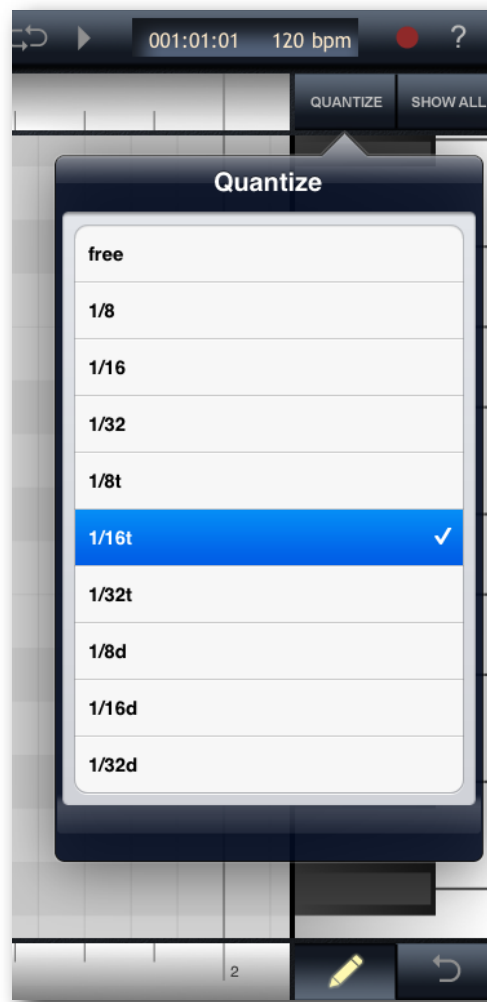 001:01:01 120 bpm ?
QUANTIZE SHOW ALL
Quantize
free
1/8
1/16
1/32
1/8t
1/16t
1/32t
1/8d
1/16d
1/32d
2